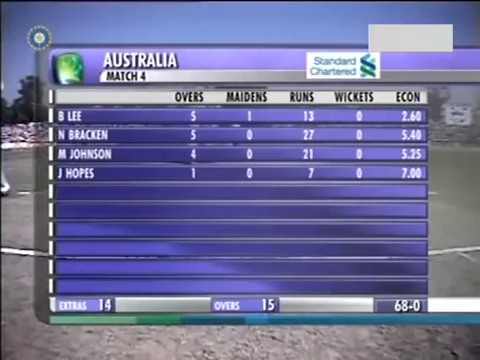 AUSTRALIA
MATCH 4
Standard Chartered
OVERS MAIDENS RUNS WICKETS ECON
B LEE 5 1 13 0 2.60
N BRACKEN 5 0 27 0 5.40
M JOHNSON 4 0 21 0 5.25
J HOPES 1 0 7 0 7.00
EXTRAS 14 OVERS 15 68-0